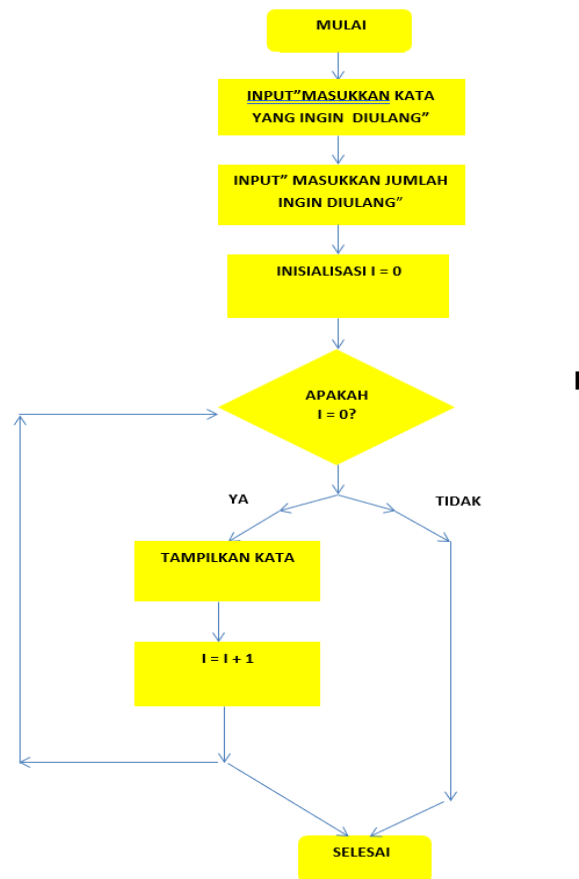 MULAI
INPUT"MASUKKAN KATA
YANG INGIN DIULANG"
INPUT" MASUKKAN JUMLAH
INGIN DIULANG"
INISIALISASI I = 0
APAKAH
I = 0?
YA
TIDAK
TAMPILKAN KATA
I = I + 1
SELESAI